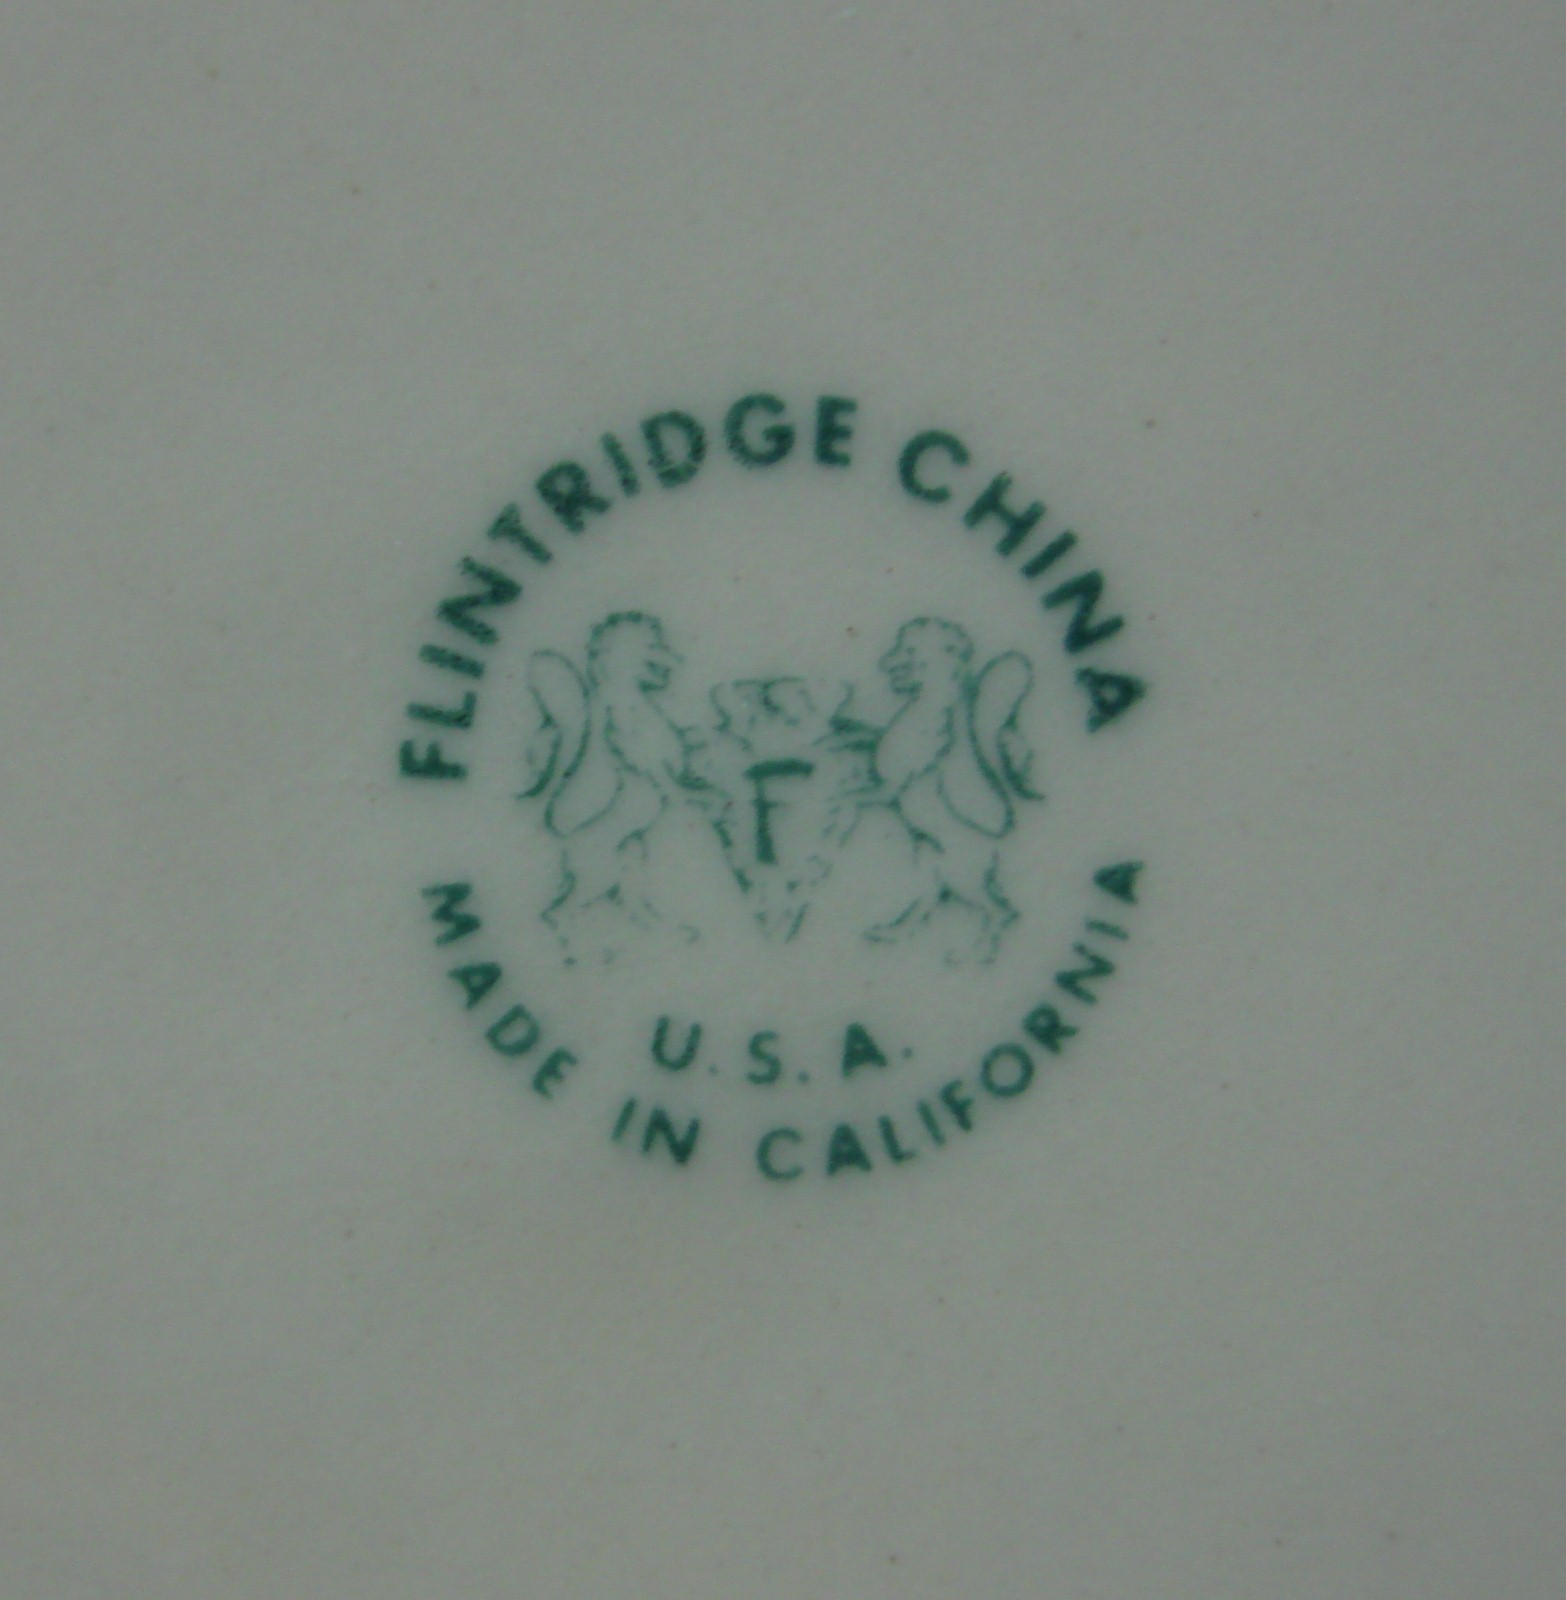 FLINTRIDGE CHINA
F
U.S.A.
MADE IN CALIFORNIA